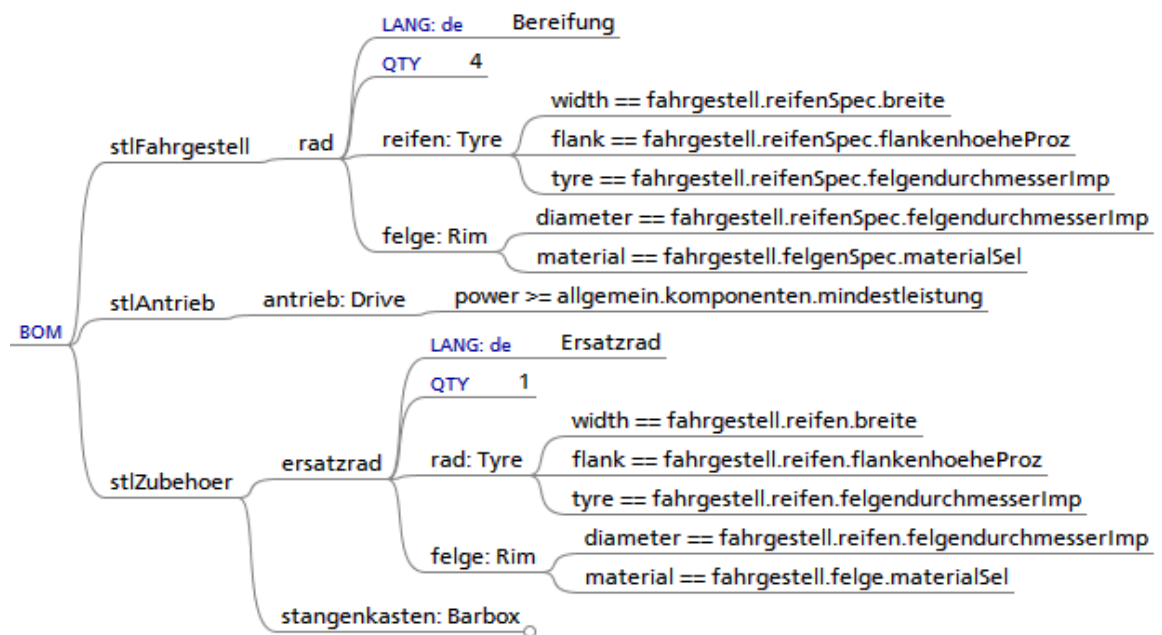 BOM
stlFahrgestell
rad
LANG: de Bereifung
QTY 4
reifen: Tyre
width == fahrgestell.reifenSpec.breite
flank == fahrgestell.reifenSpec.flankenhoeheProz
tyre == fahrgestell.reifenSpec.felgendurchmesserImp
felge: Rim
diameter == fahrgestell.reifenSpec.felgendurchmesserImp
material == fahrgestell.felgenSpec.materialSel
stlAntrieb
antrieb: Drive
power >= allgemein.komponenten.mindestleistung
stlZubehoer
ersatzrad
LANG: de Ersatzrad
QTY 1
rad: Tyre
width == fahrgestell.reifen.breite
flank == fahrgestell.reifen.flankenhoeheProz
tyre == fahrgestell.reifen.felgendurchmesserImp
felge: Rim
diameter == fahrgestell.reifen.felgendurchmesserImp
material == fahrgestell.felge.materialSel
stangenkasten: Barbox